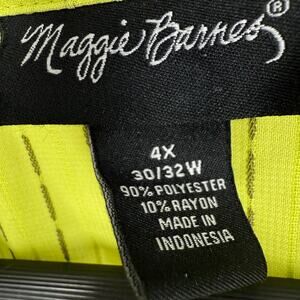 Maggie Barnes®
4X
30/32W
90% POLYESTER
10% RAYON
MADE IN
INDONESIA